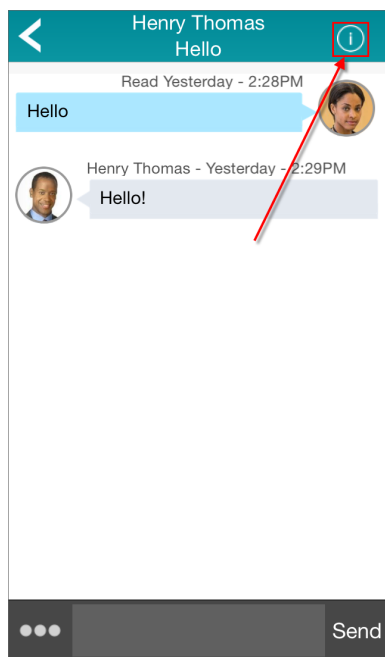 Henry Thomas
Hello
Read Yesterday - 2:28PM
Hello
Henry Thomas - Yesterday - 2:29PM
Hello!
Send